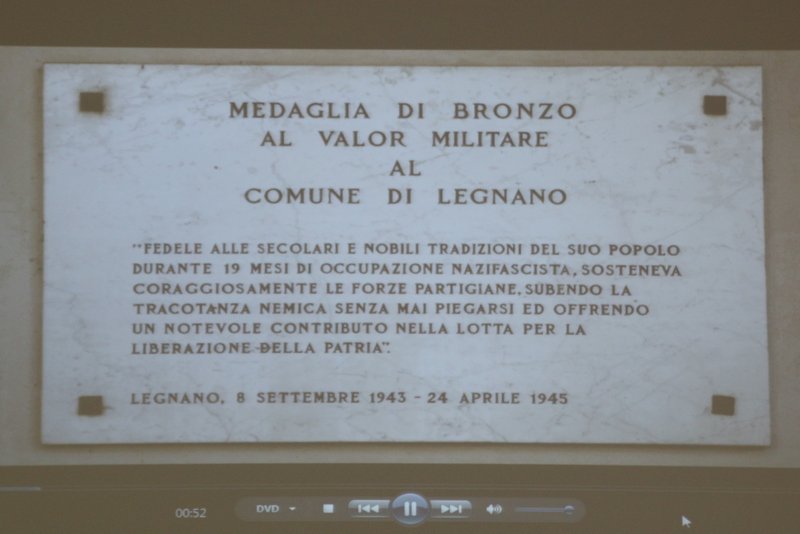 MEDAGLIA DI BRONZO
AL VALOR MILITARE
AL
COMUNE DI LEGNANO
"FEDELE ALLE SECOLARI E NOBILI TRADIZIONI DEL SUO POPOLO
DURANTE 19 MESI DI OCCUPAZIONE NAZIFASCISTA, SOSTENEVA
CORAGGIOSAMENTE LE FORZE PARTIGIANE, SUBENDO LA
TRACOTANZA NEMICA SENZA MAI PIEGARSI ED OFFRENDO
UN NOTEVOLE CONTRIBUTO NELLA LOTTA PER LA
LIBERAZIONE DELLA PATRIA".
LEGNANO, 8 SETTEMBRE 1943 - 24 APRILE 1945
00:52 DVD